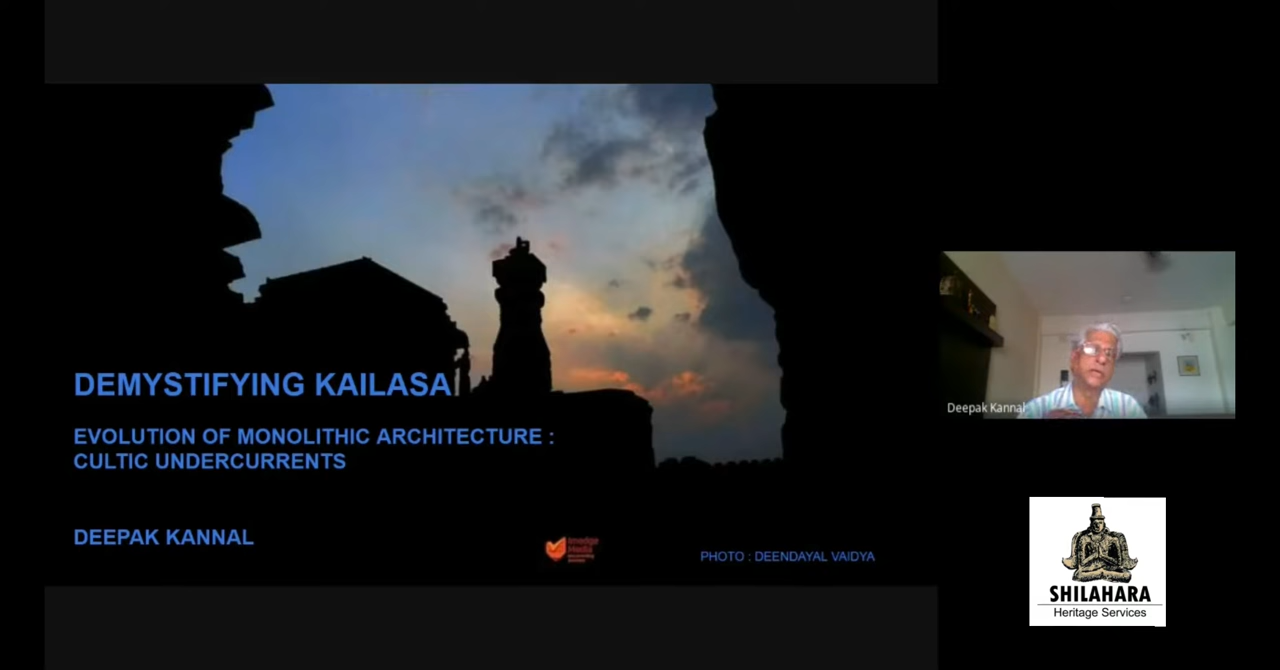 DEMYSTIFYING KAILASA
EVOLUTION OF MONOLITHIC ARCHITECTURE :
CULTIC UNDERCURRENTS
DEEPAK KANNAL
PHOTO : DEENDAYAL VAIDYA
Deepak Kannal
SHILAHARA
Heritage Services